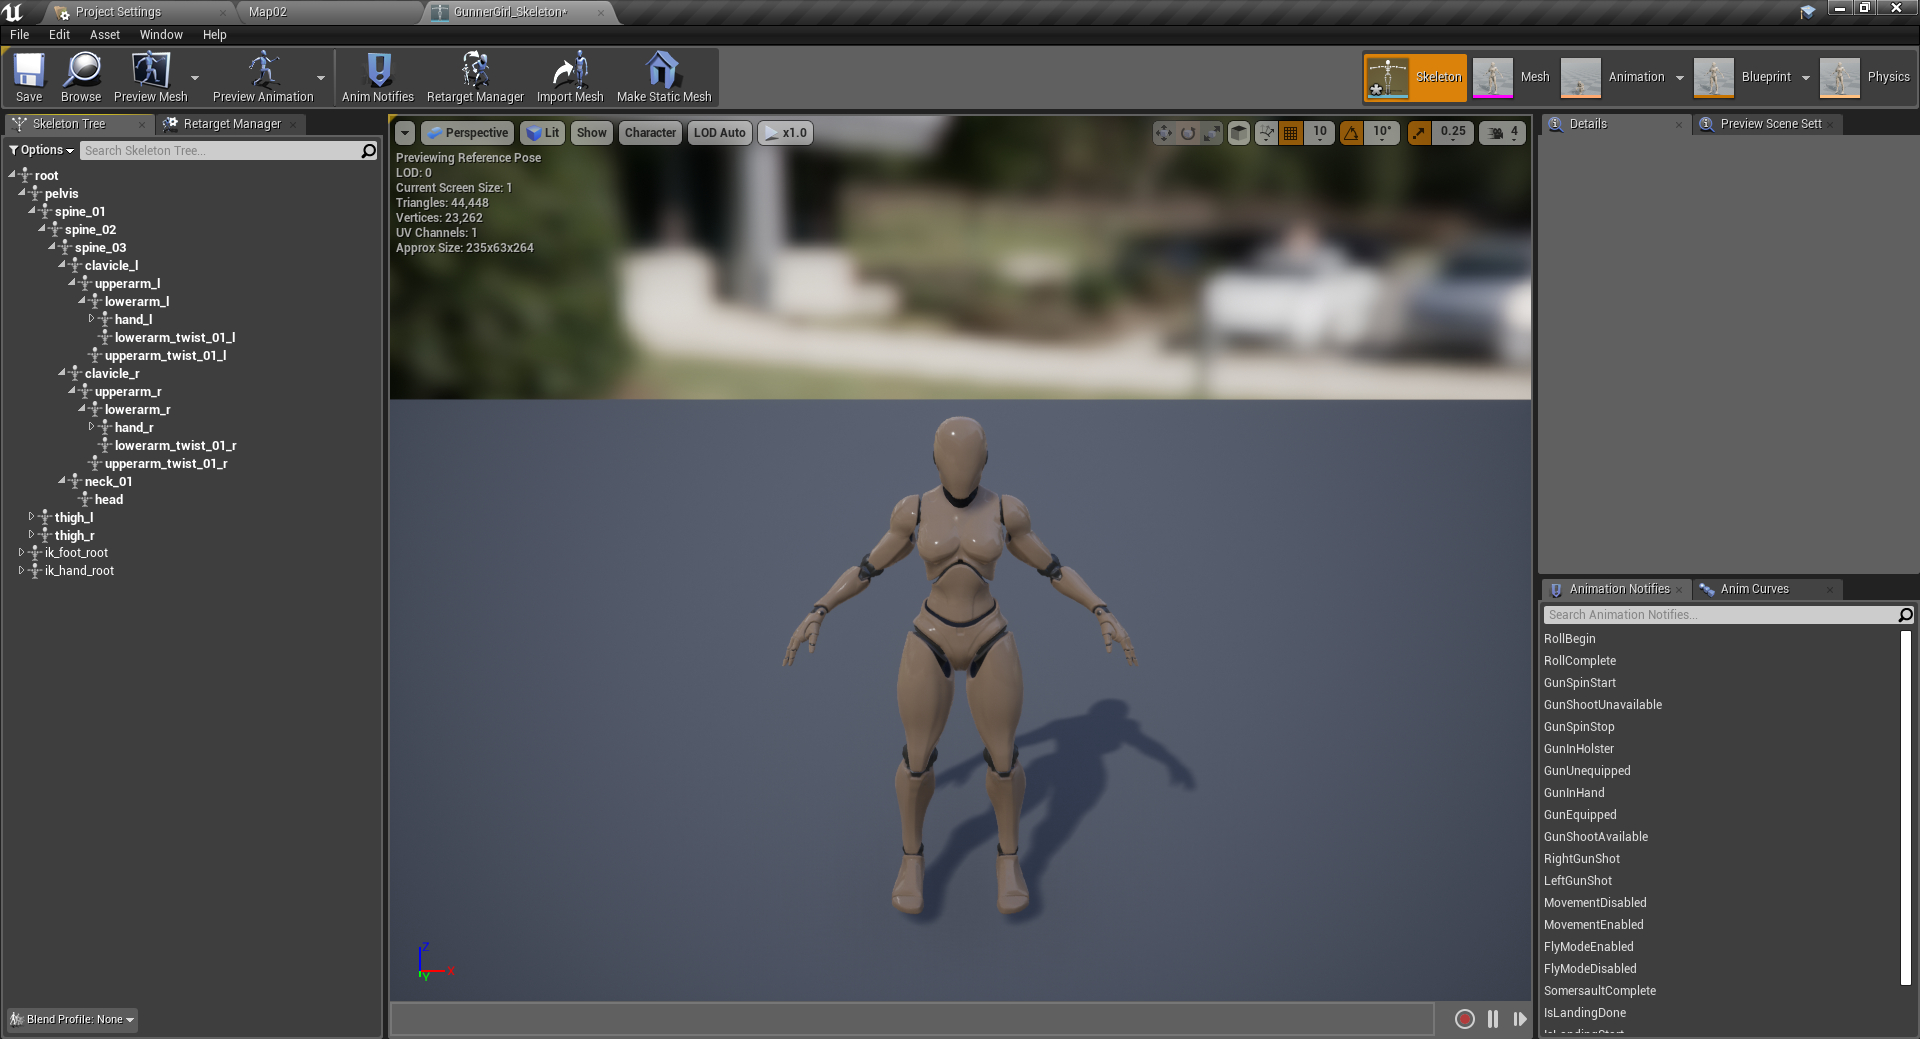 Project Settings
Map02
GunnerGirl_Skeleton*
File Edit Asset Window Help
Save Browse Preview Mesh Preview Animation Anim Notifies Retarget Manager Import Mesh Make Static Mesh
Skeleton Mesh Animation Blueprint Physics
Skeleton Tree Retarget Manager
Options Search Skeleton Tree...
root
pelvis
spine_01
spine_02
spine_03
clavicle_l
upperarm_l
lowerarm_l
hand_l
lowerarm_twist_01_l
upperarm_twist_01_l
clavicle_r
upperarm_r
lowerarm_r
hand_r
lowerarm_twist_01_r
upperarm_twist_01_r
neck_01
head
thigh_l
thigh_r
ik_foot_root
ik_hand_root
Blend Profile: None
Perspective Lit Show Character LOD Auto x1.0
10 10° 0.25 4
Previewing Reference Pose
LOD: 0
Current Screen Size: 1
Triangles: 44,448
Vertices: 23,262
UV Channels: 1
Approx Size: 235x63x264
Z
X
Y
Details Preview Scene Sett
Animation Notifies Anim Curves
Search Animation Notifies...
RollBegin
RollComplete
GunSpinStart
GunShootUnavailable
GunSpinStop
GunInHolster
GunUnequipped
GunInHand
GunEquipped
GunShootAvailable
RightGunShot
LeftGunShot
MovementDisabled
MovementEnabled
FlyModeEnabled
FlyModeDisabled
SomersaultComplete
IsLandingDone